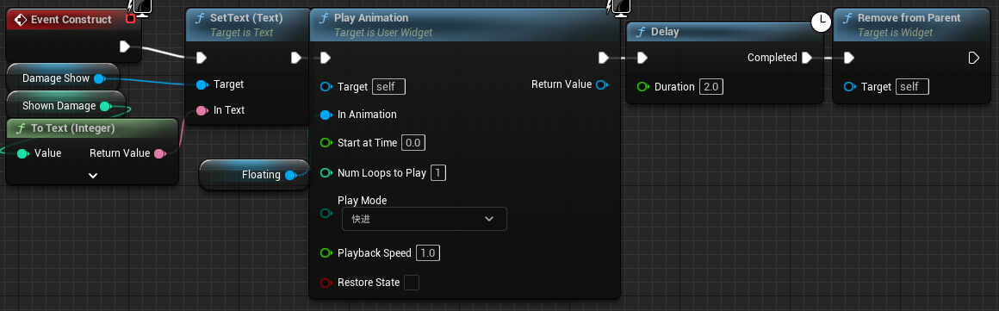 Event Construct
Damage Show
Shown Damage
To Text (Integer)
Value
Return Value
SetText (Text)
Target is Text
Target
In Text
Floating
Play Animation
Target is User Widget
Target
self
Return Value
In Animation
Start at Time
0.0
Num Loops to Play
1
Play Mode
快进
Playback Speed
1.0
Restore State
Delay
Completed
Duration
2.0
Remove from Parent
Target is Widget
Target
self